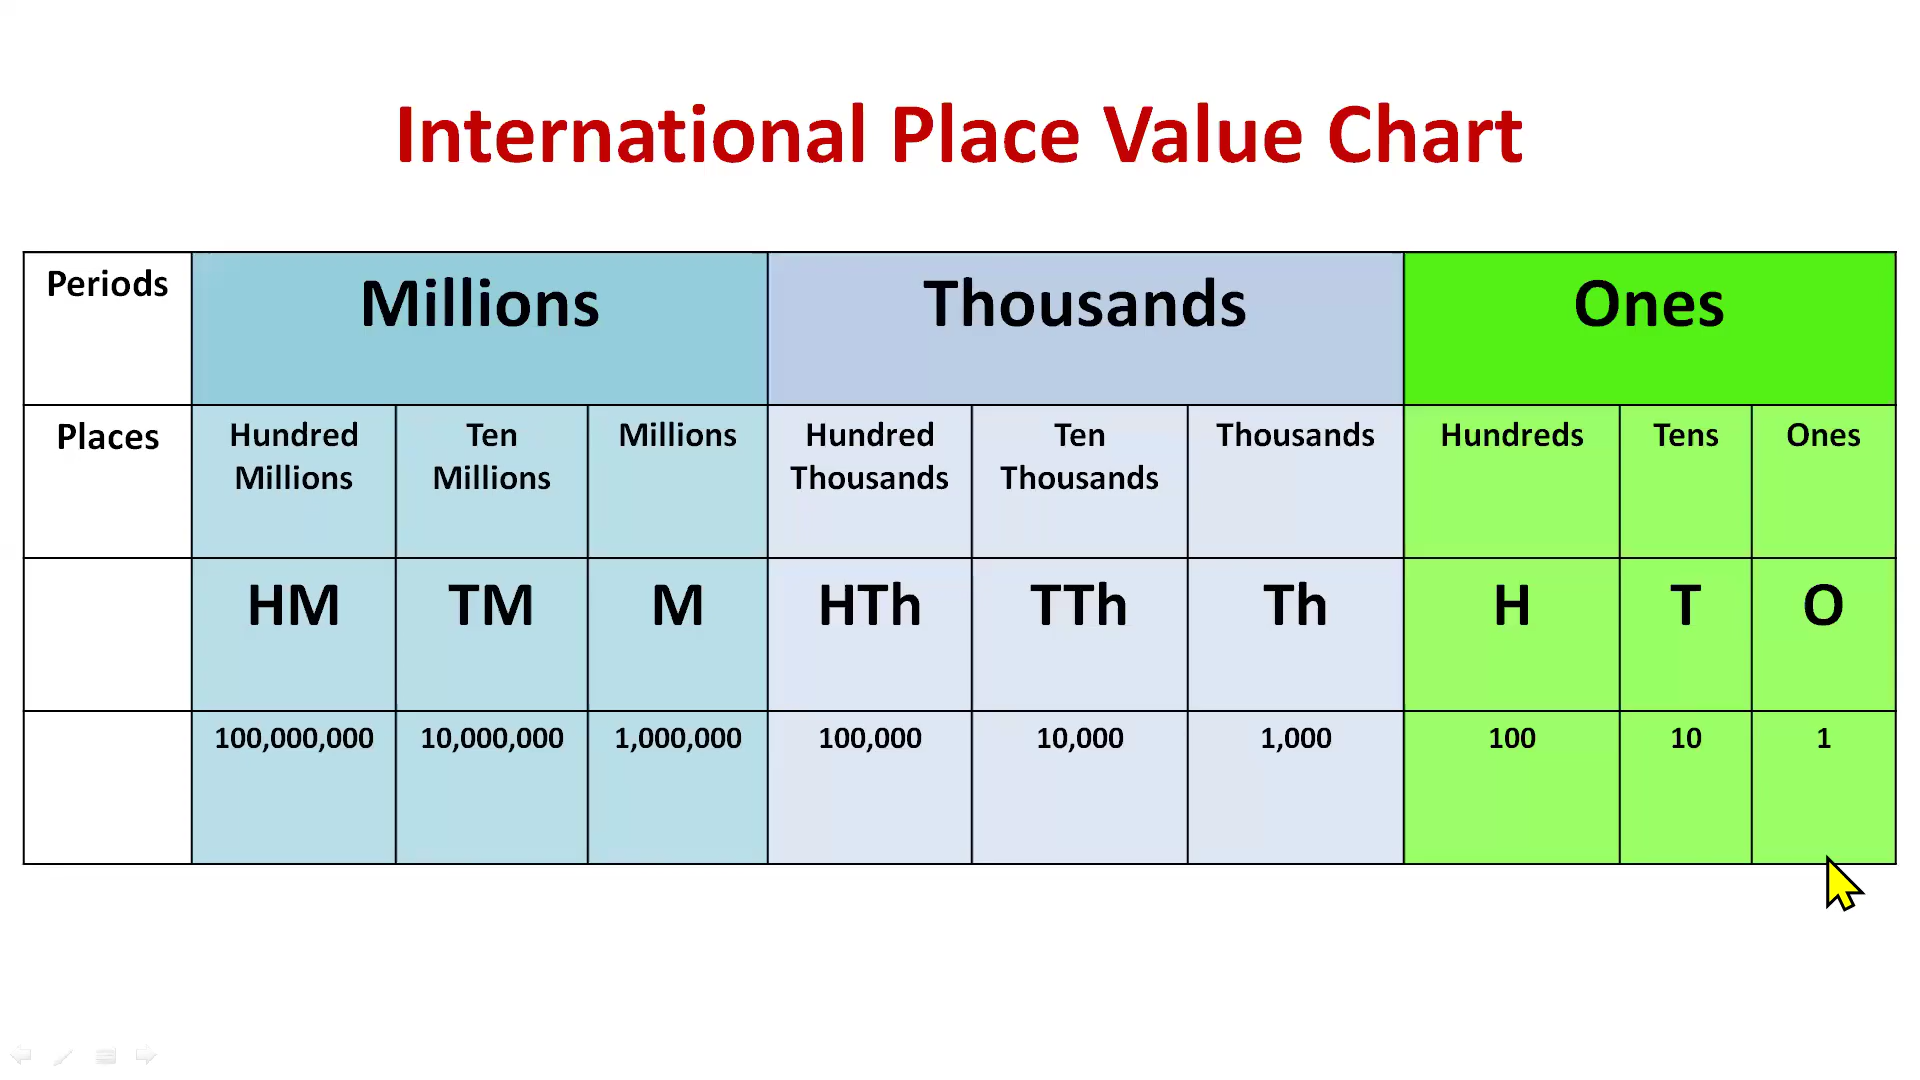 International Place Value Chart
Periods Millions Thousands Ones
Places Hundred Ten Millions Hundred Ten Thousands Hundreds Tens Ones
Millions Millions Thousands Thousands
HM TM M HTh TTh Th H T O
100,000,000 10,000,000 1,000,000 100,000 10,000 1,000 100 10 1